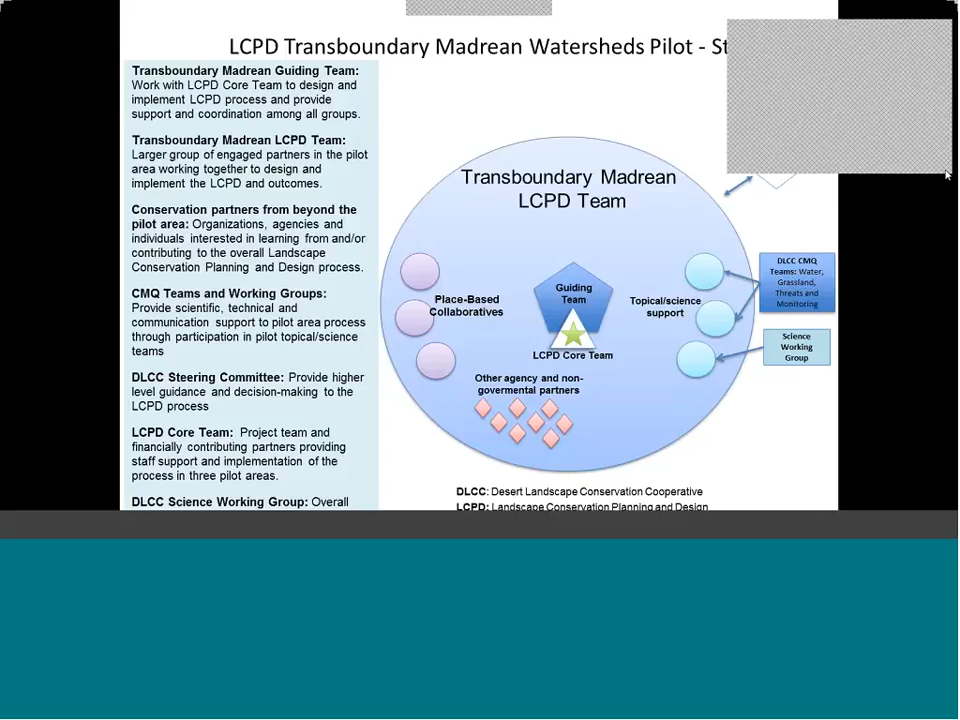 LCPD Transboundary Madrean Watersheds Pilot -
Transboundary Madrean Guiding Team:
Work with LCPD Core Team to design and
implement LCPD process and provide
support and coordination among all groups.
Transboundary Madrean LCPD Team:
Larger group of engaged partners in the pilot
area working together to design and
implement the LCPD and outcomes.
Conservation partners from beyond the
pilot area: Organizations, agencies and
individuals interested in learning from and/or
contributing to the overall Landscape
Conservation Planning and Design process.
CMQ Teams and Working Groups:
Provide scientific, technical and
communication support to pilot area process
through participation in pilot topical/science
teams
DLCC Steering Committee: Provide higher
level guidance and decision-making to the
LCPD process
LCPD Core Team: Project team and
financially contributing partners providing
staff support and implementation of the
process in three pilot areas.
DLCC Science Working Group: Overall
Transboundary Madrean
LCPD Team
Place-Based
Collaboratives
Guiding
Team
LCPD Core Team
Topical/science
support
Other agency and non-
govermental partners
DLCC CMQ
Teams: Water,
Grassland,
Threats and
Monitoring
Science
Working
Group
DLCC: Desert Landscape Conservation Cooperative
LCPD: Landscape Conservation Planning and Design